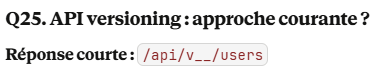 Q25. API versioning : approche courante ?
Réponse courte : /api/v__/users